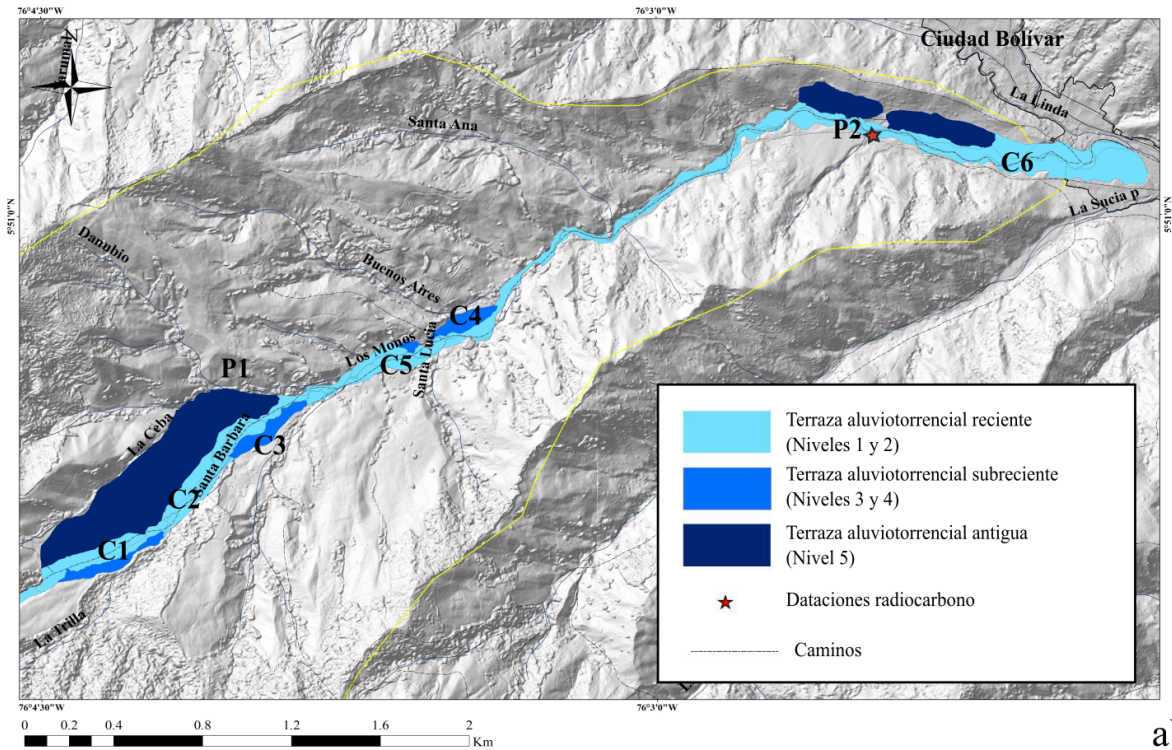 76°4'30"W
76°3'0"W
Ciudad Bolívar
Zarumal
La Linda
Santa Ana
P2
C6
La Sucia p
5°51'0"N
5°51'0"N
Danubio
Buenos Aires
C4
Los Monos
Santa Lucia
C5
P1
La Ceba
Santa Barbara
C3
C2
C1
La Trilla
Terraza aluviotorrencial reciente
(Niveles 1 y 2)
Terraza aluviotorrencial subreciente
(Niveles 3 y 4)
Terraza aluviotorrencial antigua
(Nivel 5)
Dataciones radiocarbono
Caminos
76°4'30"W
76°3'0"W
0 0.2 0.4 0.8 1.2 1.6 2
Km
a)